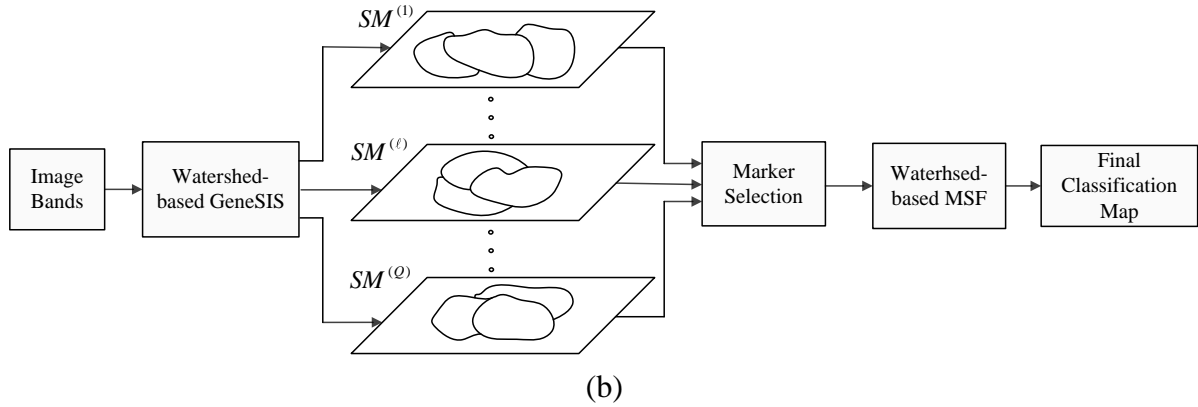 SM^(1)
SM^(ℓ)
SM^(Q)
Image
Bands
Watershed-
based GeneSIS
Marker
Selection
Waterhsed-
based MSF
Final
Classification
Map
(b)